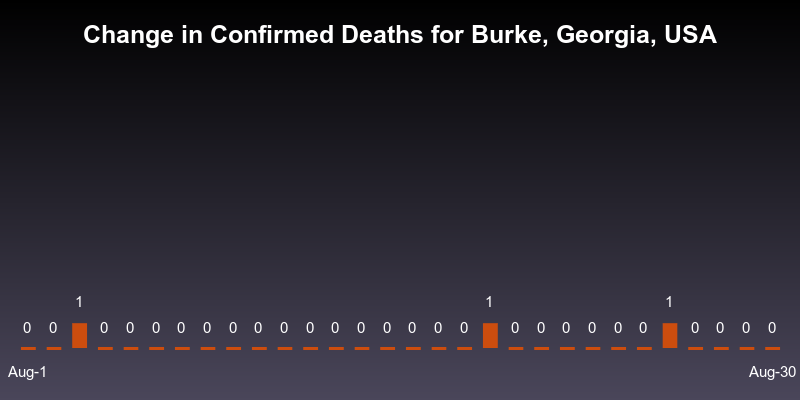 Change in Confirmed Deaths for Burke, Georgia, USA
1 1 1
0 0 0 0 0 0 0 0 0 0 0 0 0 0 0 0 0 0 0 0 0 0 0 0 0 0 0
Aug-1 Aug-30